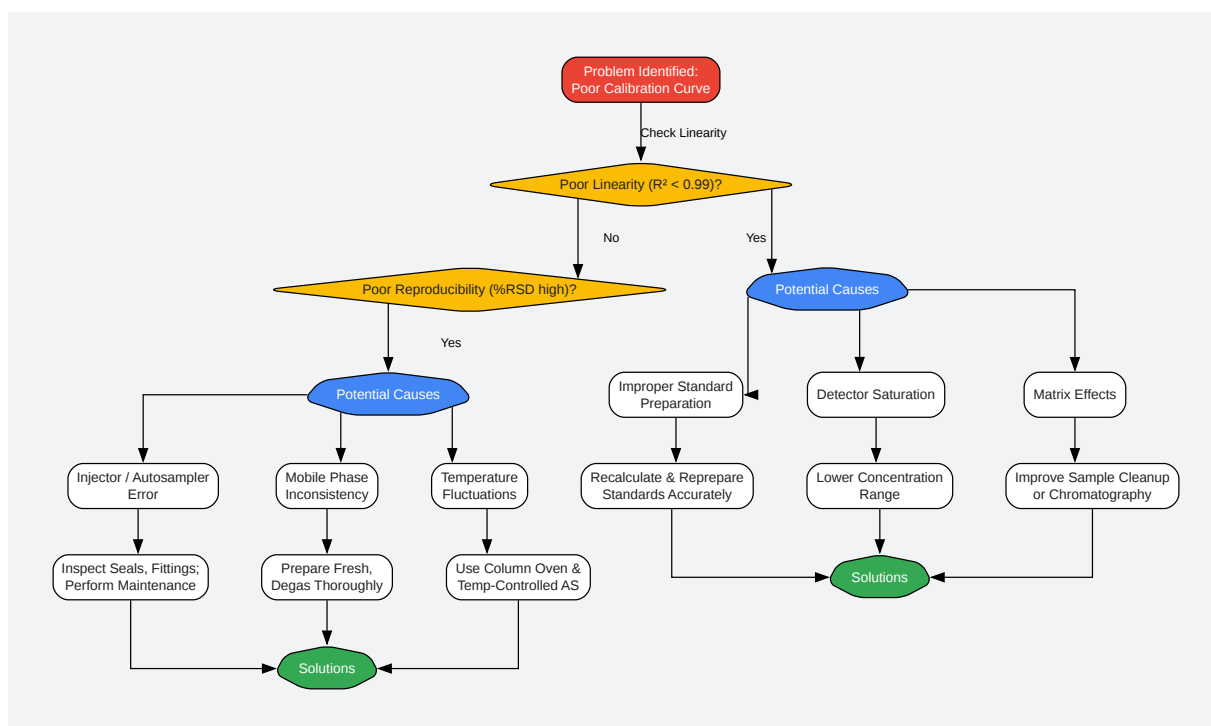 Problem Identified:
Poor Calibration Curve
Check Linearity
Poor Linearity (R² < 0.99)?
No
Yes
Poor Reproducibility (%RSD high)?
Potential Causes
Yes
Potential Causes
Improper Standard
Preparation
Detector Saturation
Matrix Effects
Injector / Autosampler
Error
Mobile Phase
Inconsistency
Temperature
Fluctuations
Recalculate & Reprepare
Standards Accurately
Lower Concentration
Range
Improve Sample Cleanup
or Chromatography
Inspect Seals, Fittings;
Perform Maintenance
Prepare Fresh,
Degas Thoroughly
Use Column Oven &
Temp-Controlled AS
Solutions
Solutions